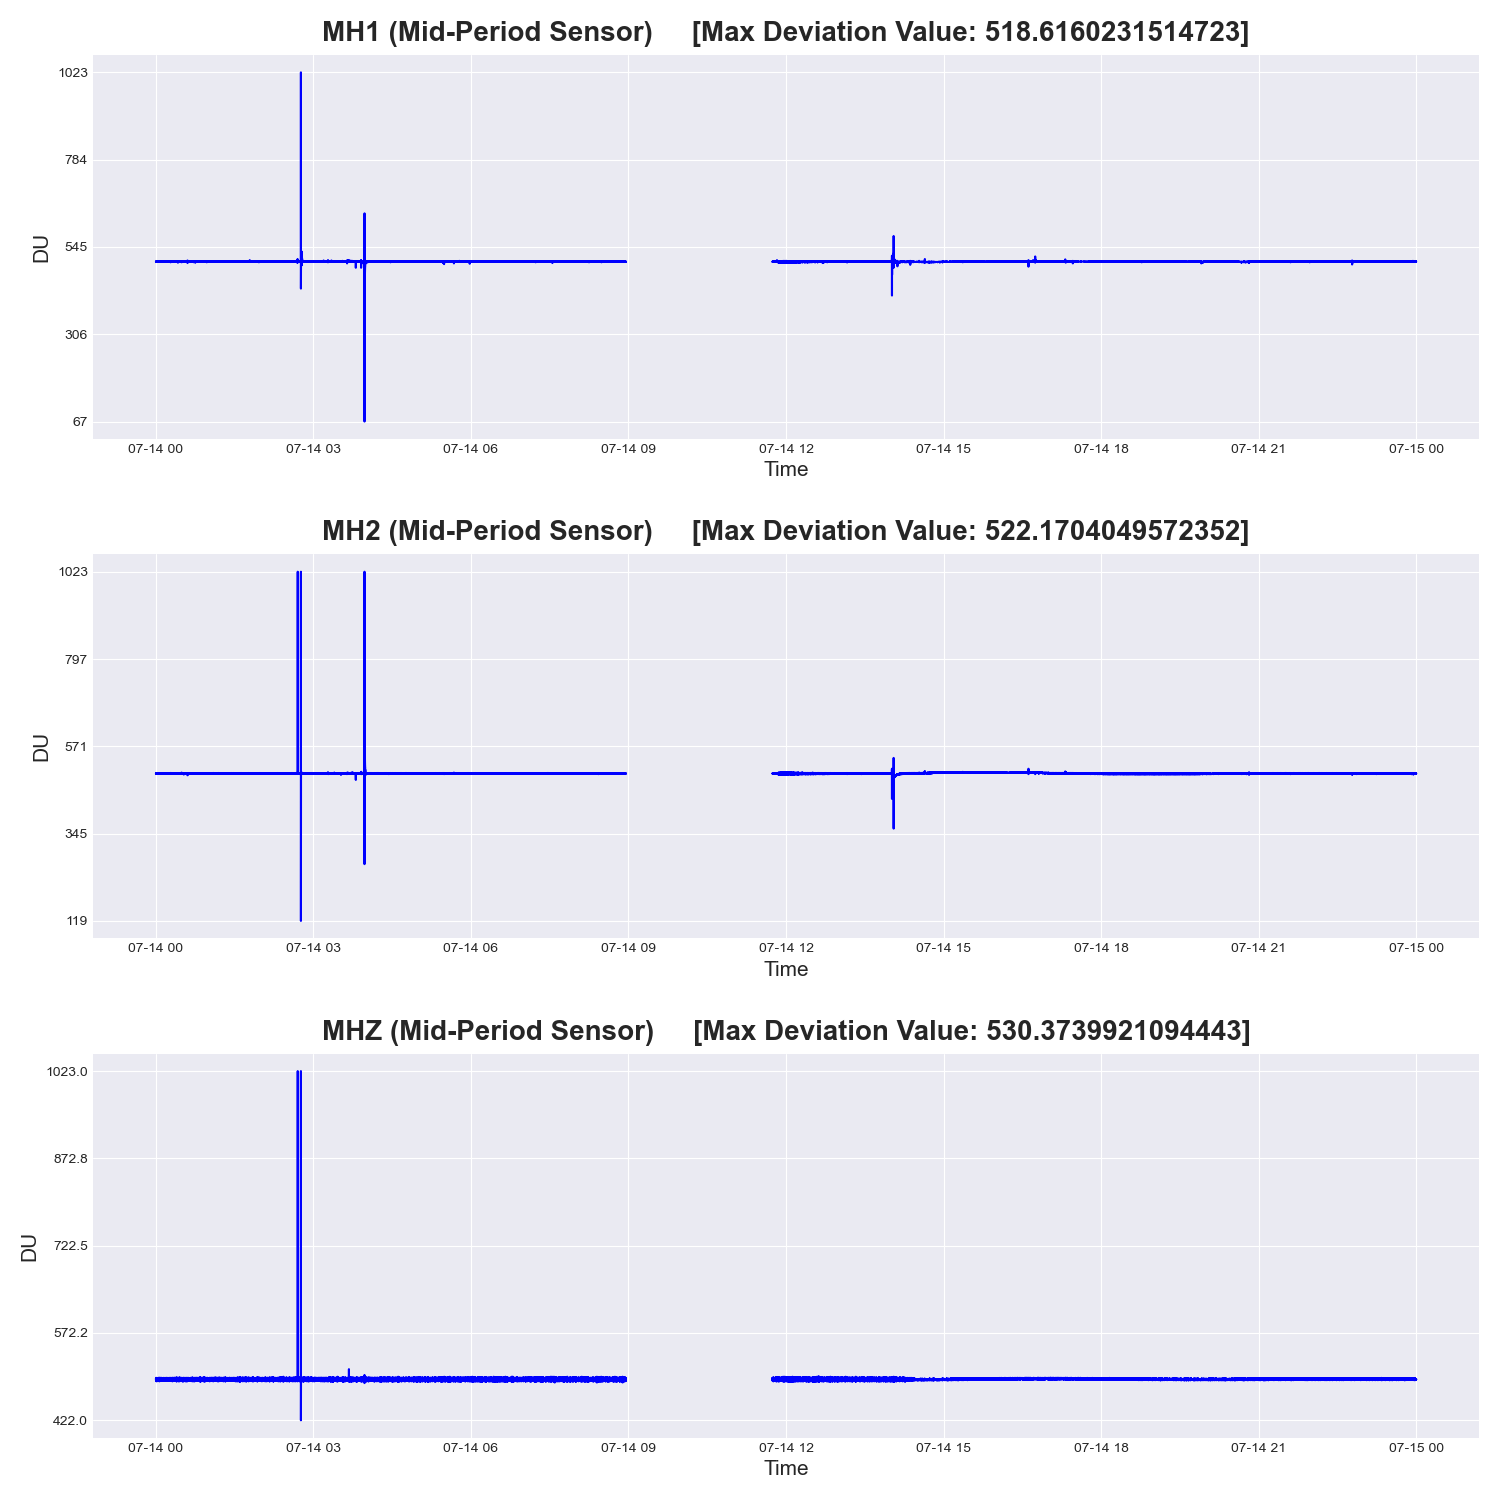 MH1 (Mid-Period Sensor) [Max Deviation Value: 518.6160231514723]
1023
784
545
306
67
DU
07-14 00 07-14 03 07-14 06 07-14 09 07-14 12 07-14 15 07-14 18 07-14 21 07-15 00
Time
MH2 (Mid-Period Sensor) [Max Deviation Value: 522.1704049572352]
1023
797
571
345
119
DU
07-14 00 07-14 03 07-14 06 07-14 09 07-14 12 07-14 15 07-14 18 07-14 21 07-15 00
Time
MHZ (Mid-Period Sensor) [Max Deviation Value: 530.3739921094443]
1023.0
872.8
722.5
572.2
422.0
DU
07-14 00 07-14 03 07-14 06 07-14 09 07-14 12 07-14 15 07-14 18 07-14 21 07-15 00
Time